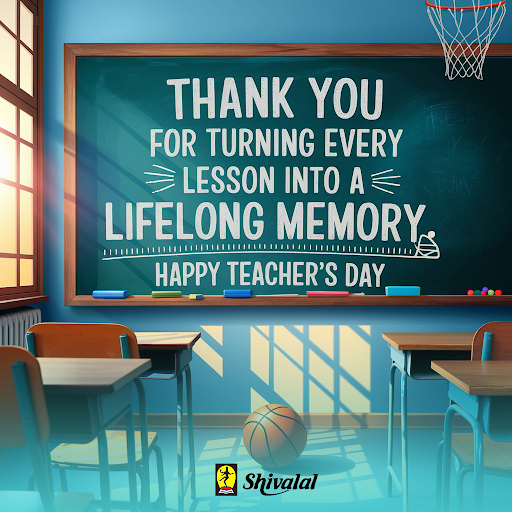 THANK YOU
FOR TURNING EVERY
LESSON INTO A
LIFELONG MEMORY
HAPPY TEACHER'S DAY
Shivalal